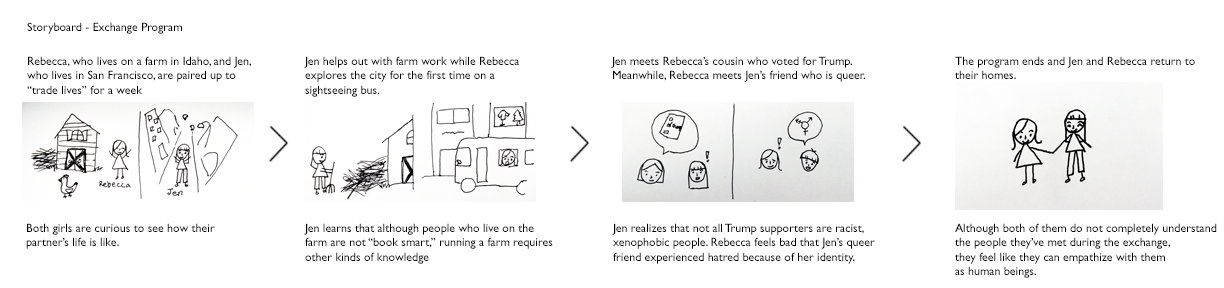 Storyboard - Exchange Program
Rebecca, who lives on a farm in Idaho, and Jen,
who lives in San Francisco, are paired up to
“trade lives” for a week
Rebecca
Jen
Both girls are curious to see how their
partner’s life is like.
Jen helps out with farm work while Rebecca
explores the city for the first time on a
sightseeing bus.
Jen learns that although people who live on the
farm are not “book smart,” running a farm requires
other kinds of knowledge
Jen meets Rebecca’s cousin who voted for Trump.
Meanwhile, Rebecca meets Jen’s friend who is queer.
!
!
Jen realizes that not all Trump supporters are racist,
xenophobic people. Rebecca feels bad that Jen’s queer
friend experienced hatred because of her identity.
The program ends and Jen and Rebecca return to
their homes.
Although both of them do not completely understand
the people they’ve met during the exchange,
they feel like they can empathize with them
as human beings.